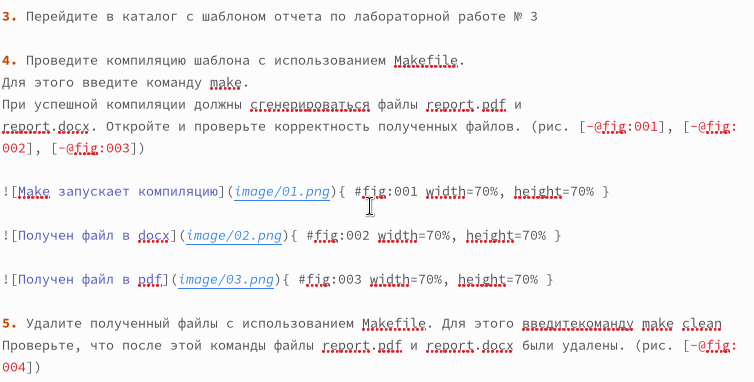 3. Перейдите в каталог с шаблоном отчета по лабораторной работе № 3
4. Проведите компиляцию шаблона с использованием Makefile.
Для этого введите команду make.
При успешной компиляции должны сгенерироваться файлы report.pdf и
report.docx. Откройте и проверьте корректность полученных файлов. (рис. [-@fig:001], [-@fig:
002], [-@fig:003])
![Make запускает компиляцию](image/01.png){ #fig:001 width=70%, height=70% }
![Получен файл в docx](image/02.png){ #fig:002 width=70%, height=70% }
![Получен файл в pdf](image/03.png){ #fig:003 width=70%, height=70% }
5. Удалите полученный файлы с использованием Makefile. Для этого введитекоманду make clean
Проверьте, что после этой команды файлы report.pdf и report.docx были удалены. (рис. [-@fig:
004])